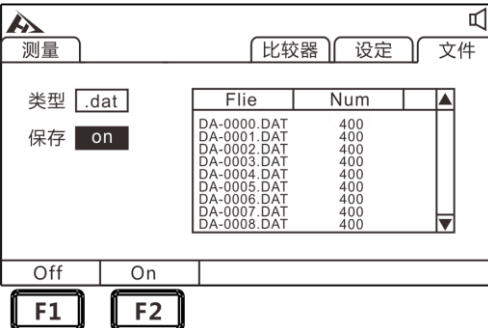 测量 比较器 设定 文件
类型 .dat
保存 on
Flie Num
DA-0000.DAT 400
DA-0001.DAT 400
DA-0002.DAT 400
DA-0003.DAT 400
DA-0004.DAT 400
DA-0005.DAT 400
DA-0006.DAT 400
DA-0007.DAT 400
DA-0008.DAT 400
Off On
F1 F2